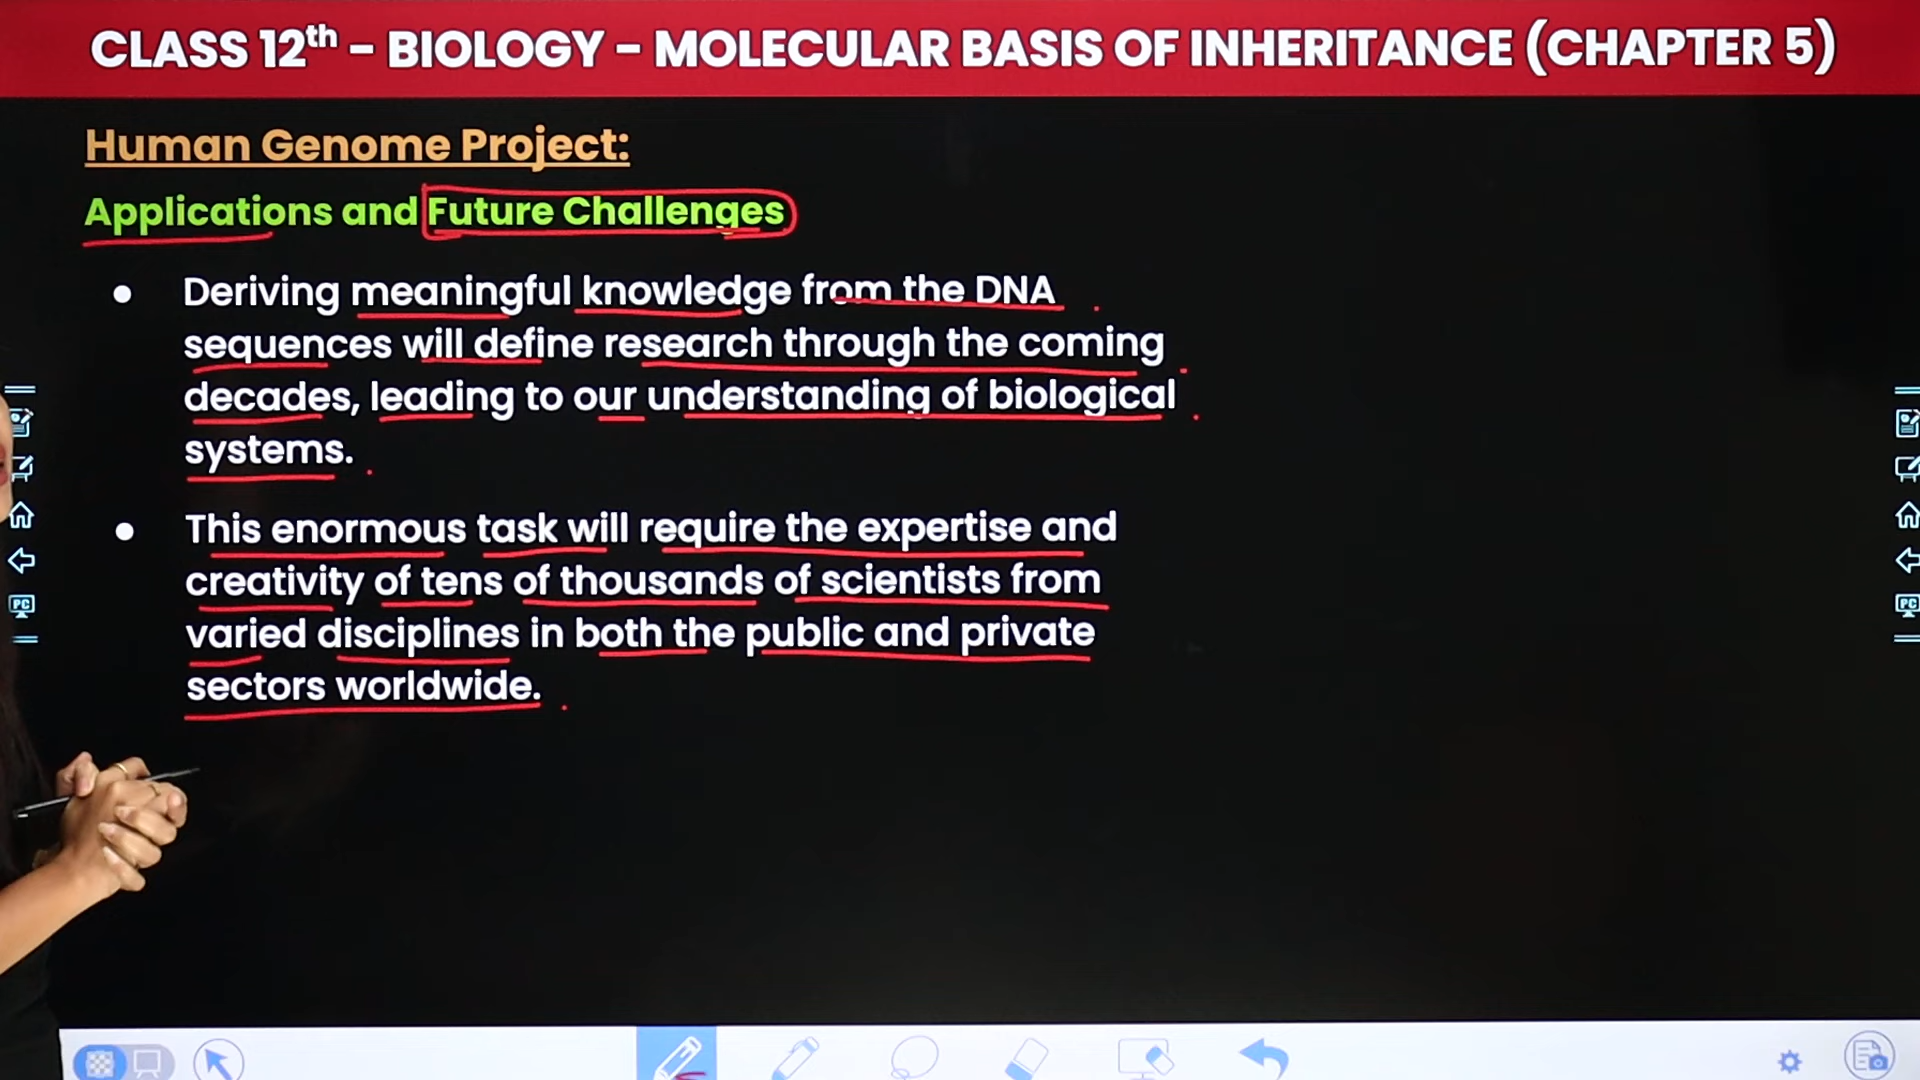 CLASS 12th – BIOLOGY – MOLECULAR BASIS OF INHERITANCE (CHAPTER 5)
Human Genome Project:
Applications and Future Challenges
● Deriving meaningful knowledge from the DNA
sequences will define research through the coming
decades, leading to our understanding of biological
systems.
● This enormous task will require the expertise and
creativity of tens of thousands of scientists from
varied disciplines in both the public and private
sectors worldwide.
PC
PC